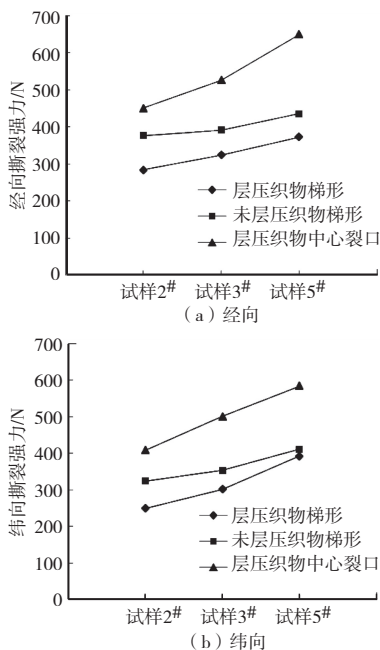 700
600
500
400
300
200
100
0
经向撕裂强力/N
层压织物梯形
未层压织物梯形
层压织物中心裂口
试样2# 试样3# 试样5#
（a）经向
700
600
500
400
300
200
100
0
纬向撕裂强力/N
层压织物梯形
未层压织物梯形
层压织物中心裂口
试样2# 试样3# 试样5#
（b）纬向